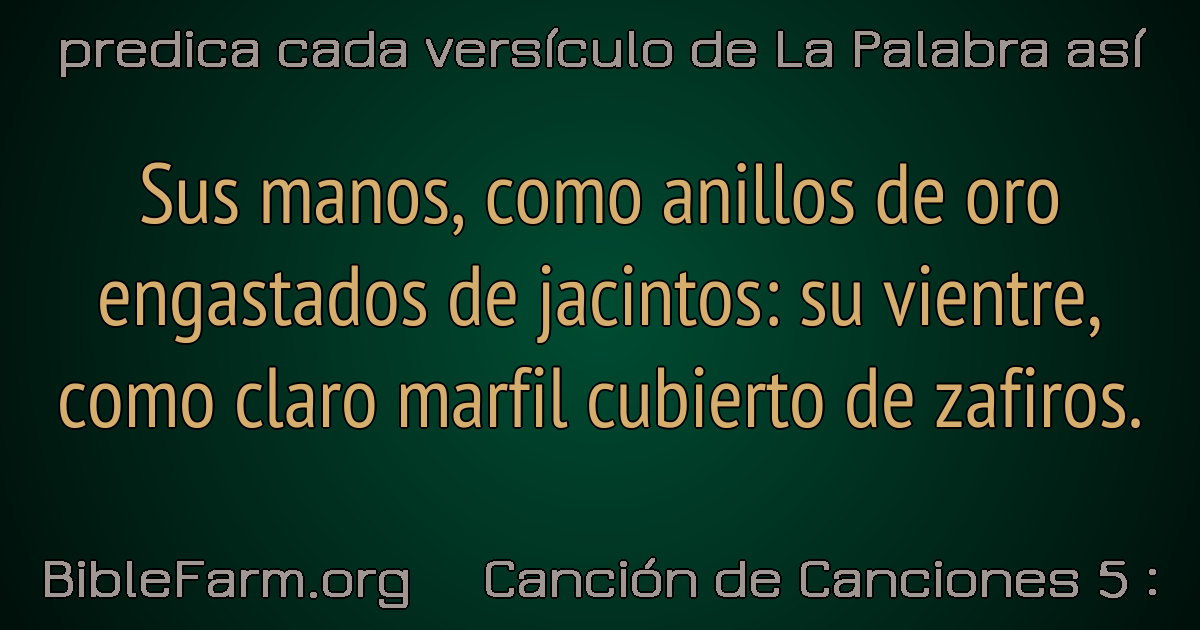 predica cada versículo de La Palabra así
Sus manos, como anillos de oro
engastados de jacintos: su vientre,
como claro marfil cubierto de zafiros.
BibleFarm.org Canción de Canciones 5 :